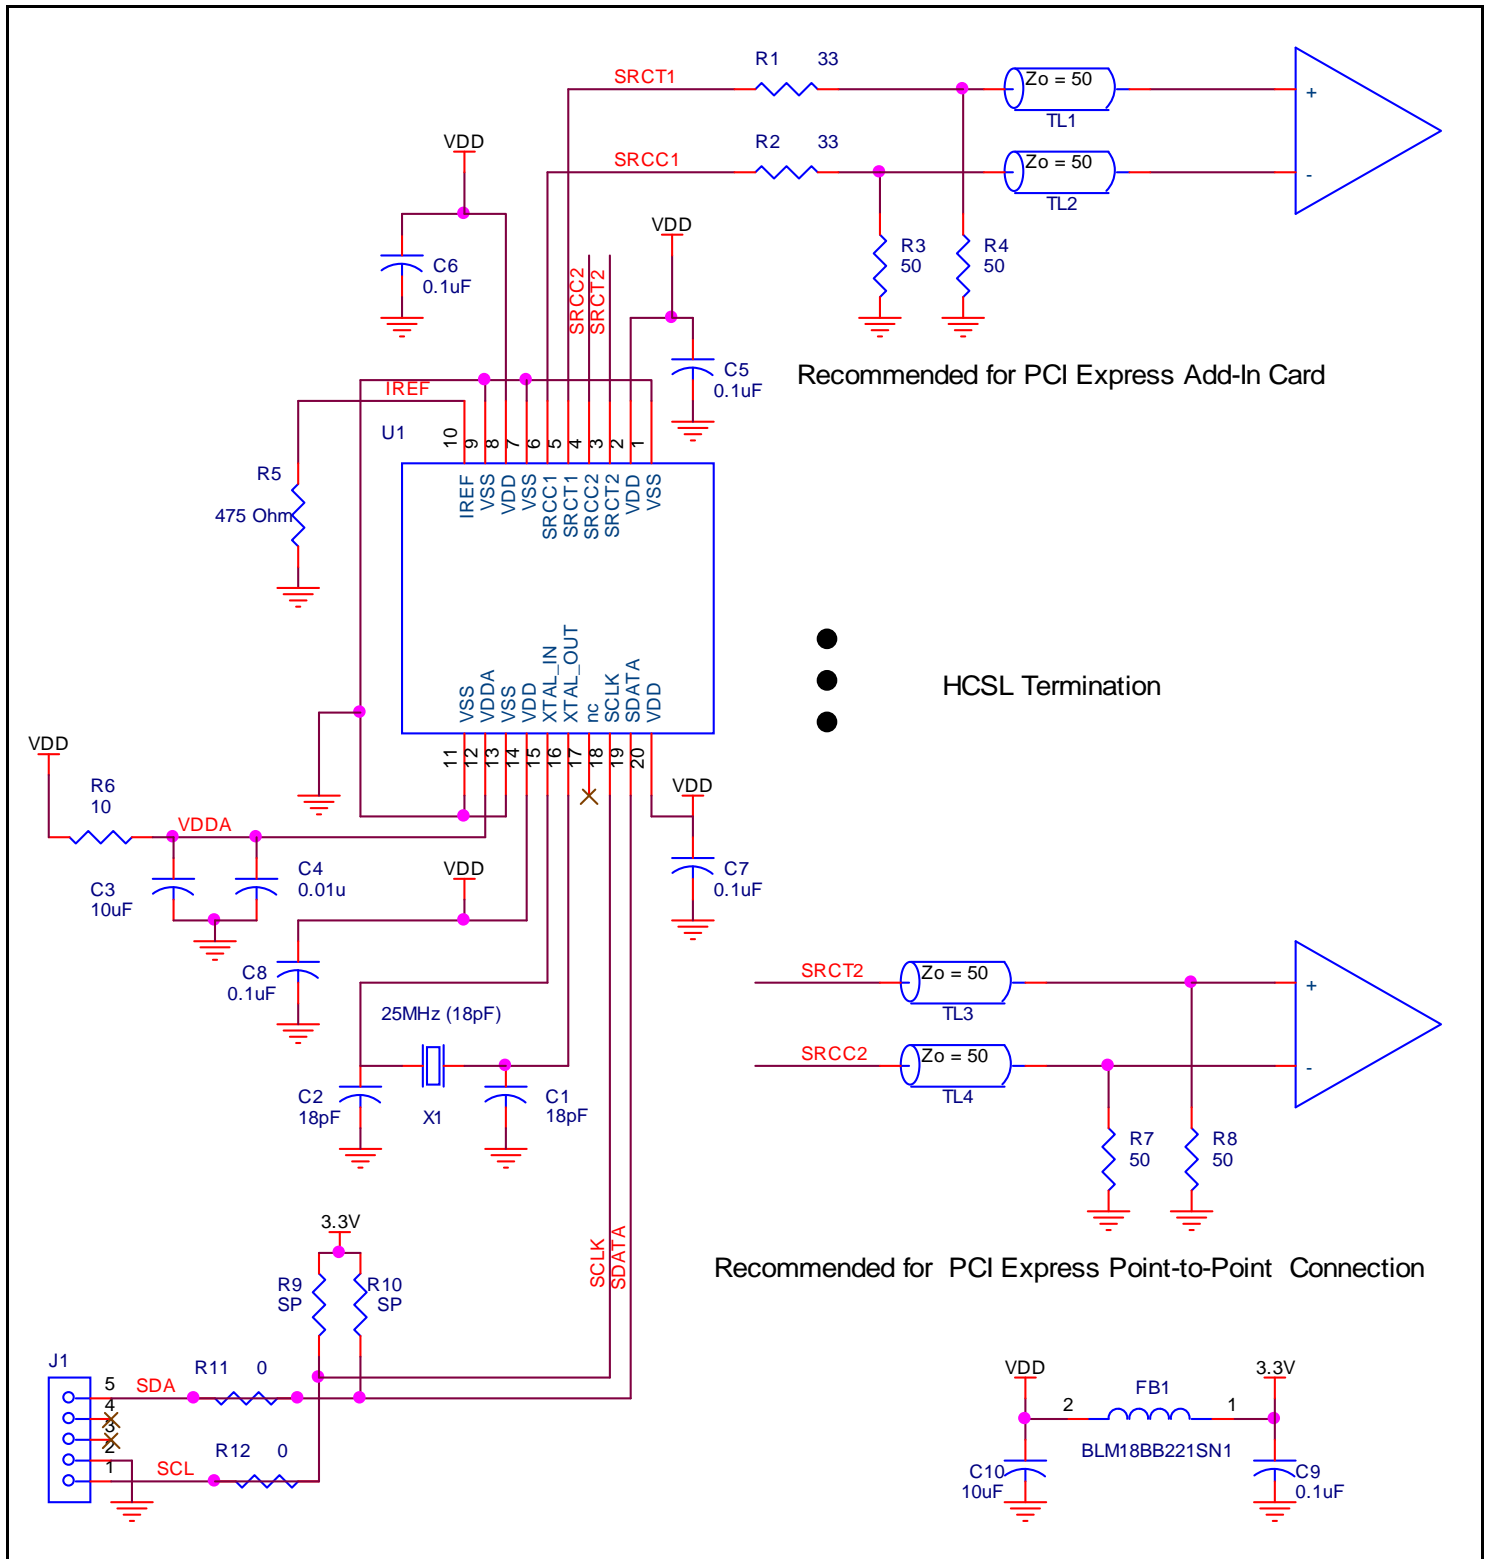 R1 33
SRCT1
Zo = 50
+
TL1
VDD
R2 33
SRCC1
Zo = 50
-
TL2
VDD
R3
50
R4
50
C6
0.1uF
SRCC2
SRCT2
C5
0.1uF
Recommended for PCI Express Add-In Card
IREF
U1
10 9 8 7 6 5 4 3 2 1
R5
475 Ohm
IREF
VSS
VDD
VSS
SRCC1
SRCT1
SRCC2
SRCT2
VDD
VSS
HCSL Termination
VSS
VDDA
VSS
VDD
XTAL_IN
XTAL_OUT
nc
SCLK
SDATA
VDD
11 12 13 14 15 16 17 18 19 20
VDD
R6
10
VDDA
VDD
C3
10uF
C4
0.01u
VDD
C7
0.1uF
C8
0.1uF
25MHz (18pF)
SRCT2
Zo = 50
+
TL3
SRCC2
Zo = 50
-
TL4
C2
18pF
X1
C1
18pF
R7
50
R8
50
3.3V
SCLK
SDATA
Recommended for PCI Express Point-to-Point Connection
R9
SP
R10
SP
J1
5
4
3
2
1
SDA
R11 0
SCL
R12 0
VDD
3.3V
FB1
2
1
BLM18BB221SN1
C10
10uF
C9
0.1uF